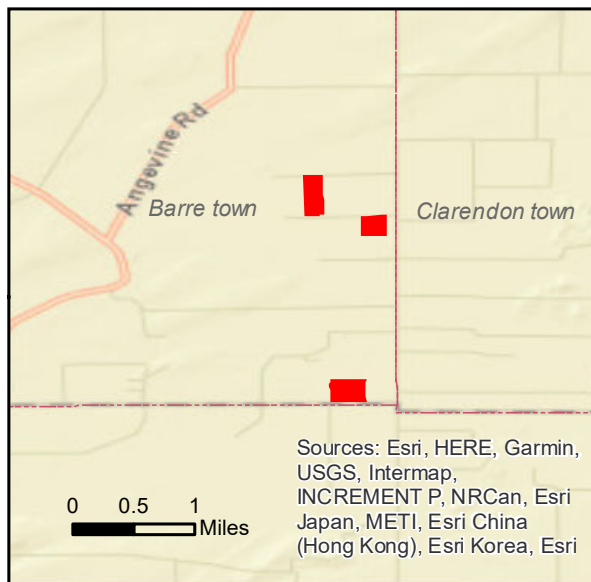 Angevine Rd
Barre town
Clarendon town
Sources: Esri, HERE, Garmin,
USGS, Intermap,
INCREMENT P, NRCan, Esri
Japan, METI, Esri China
(Hong Kong), Esri Korea, Esri
0 0.5 1
Miles